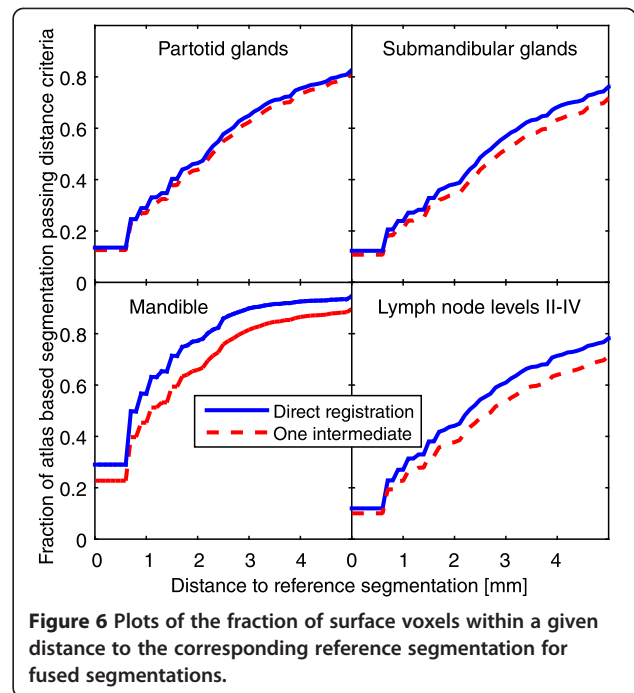 Partotid glands
Submandibular glands
0.8
0.6
0.4
0.2
0
Mandible
Lymph node levels II-IV
0.8
0.6
0.4
0.2
0
Direct registration
One intermediate
0 1 2 3 4 0 1 2 3 4
Fraction of atlas based segmentation passing distance criteria
Distance to reference segmentation [mm]
Figure 6 Plots of the fraction of surface voxels within a given
distance to the corresponding reference segmentation for
fused segmentations.